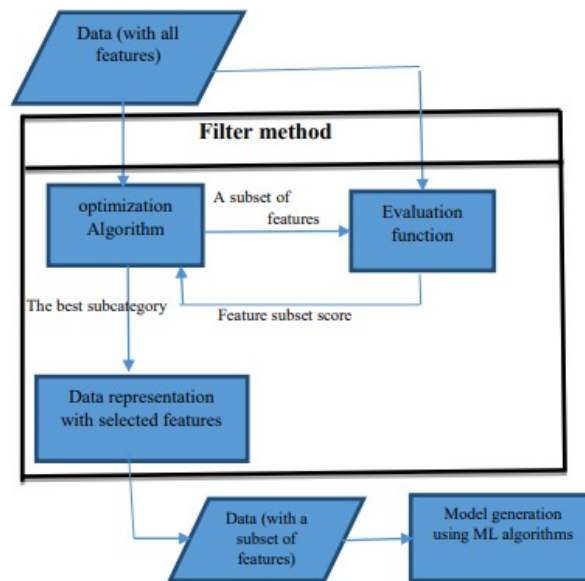 Data (with all
features)
Filter method
optimization
Algorithm
A subset of
features
Evaluation
function
The best subcategory
Feature subset score
Data representation
with selected features
Data (with a
subset of
features)
Model generation
using ML algorithms